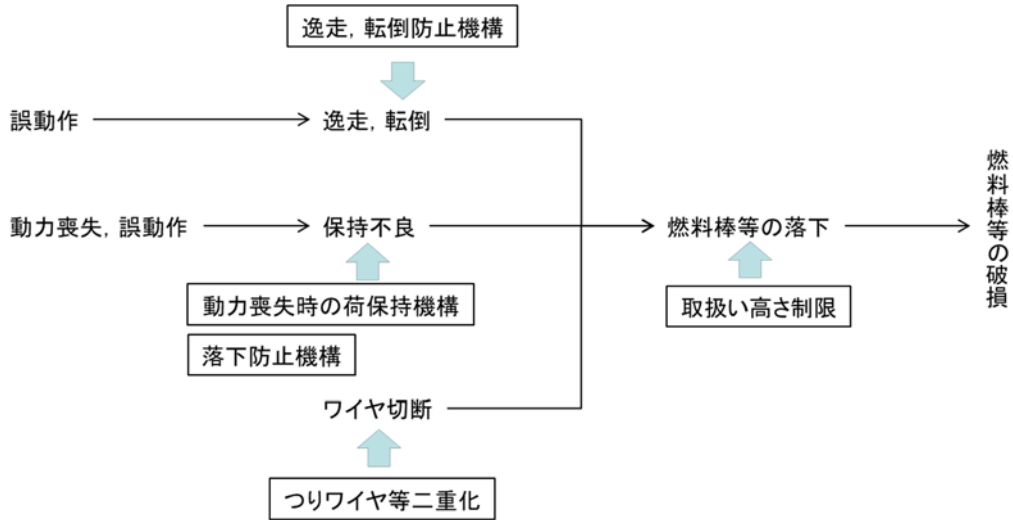 逸走, 転倒防止機構
誤動作
逸走, 転倒
動力喪失, 誤動作
保持不良
燃料棒等の落下
燃料棒等の破損
動力喪失時の荷保持機構
取扱い高さ制限
落下防止機構
ワイヤ切断
つりワイヤ等二重化